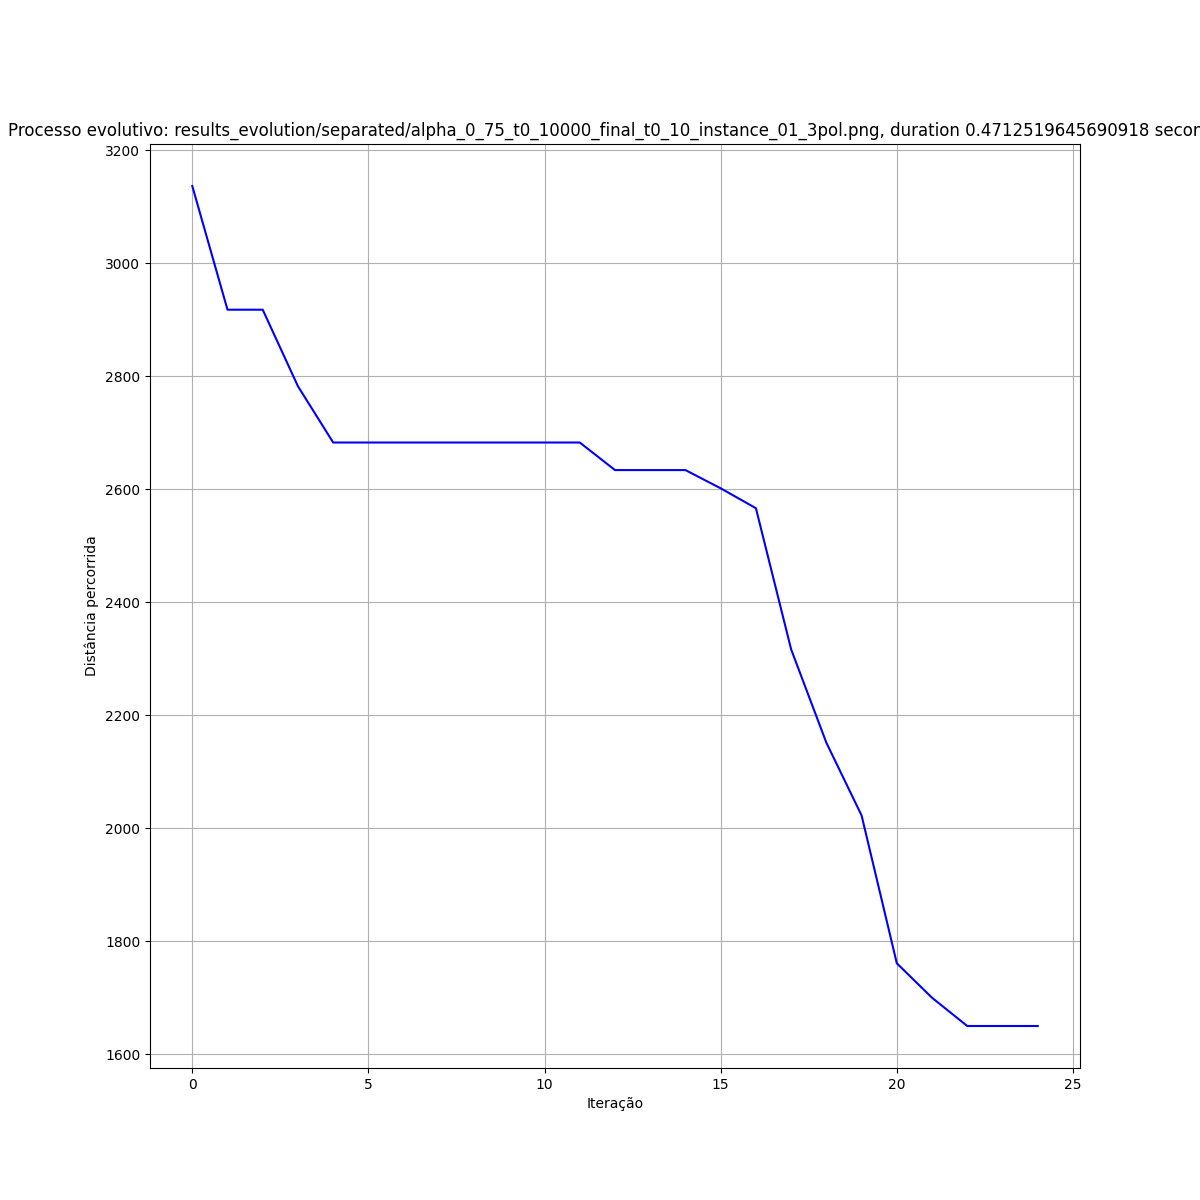 Processo evolutivo: results_evolution/separated/alpha_0_75_t0_10000_final_t0_10_instance_01_3pol.png, duration 0.4712519645690918 secon
3200
3000
2800
2600
2400
2200
2000
1800
1600
Distância percorrida
0 5 10 15 20 25
Iteração